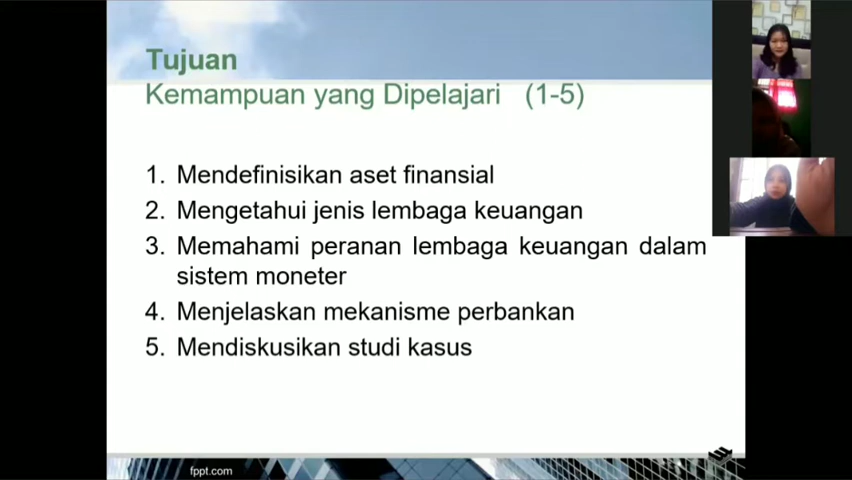 Tujuan
Kemampuan yang Dipelajari (1-5)
1. Mendefinisikan aset finansial
2. Mengetahui jenis lembaga keuangan
3. Memahami peranan lembaga keuangan dalam
sistem moneter
4. Menjelaskan mekanisme perbankan
5. Mendiskusikan studi kasus
fppt.com